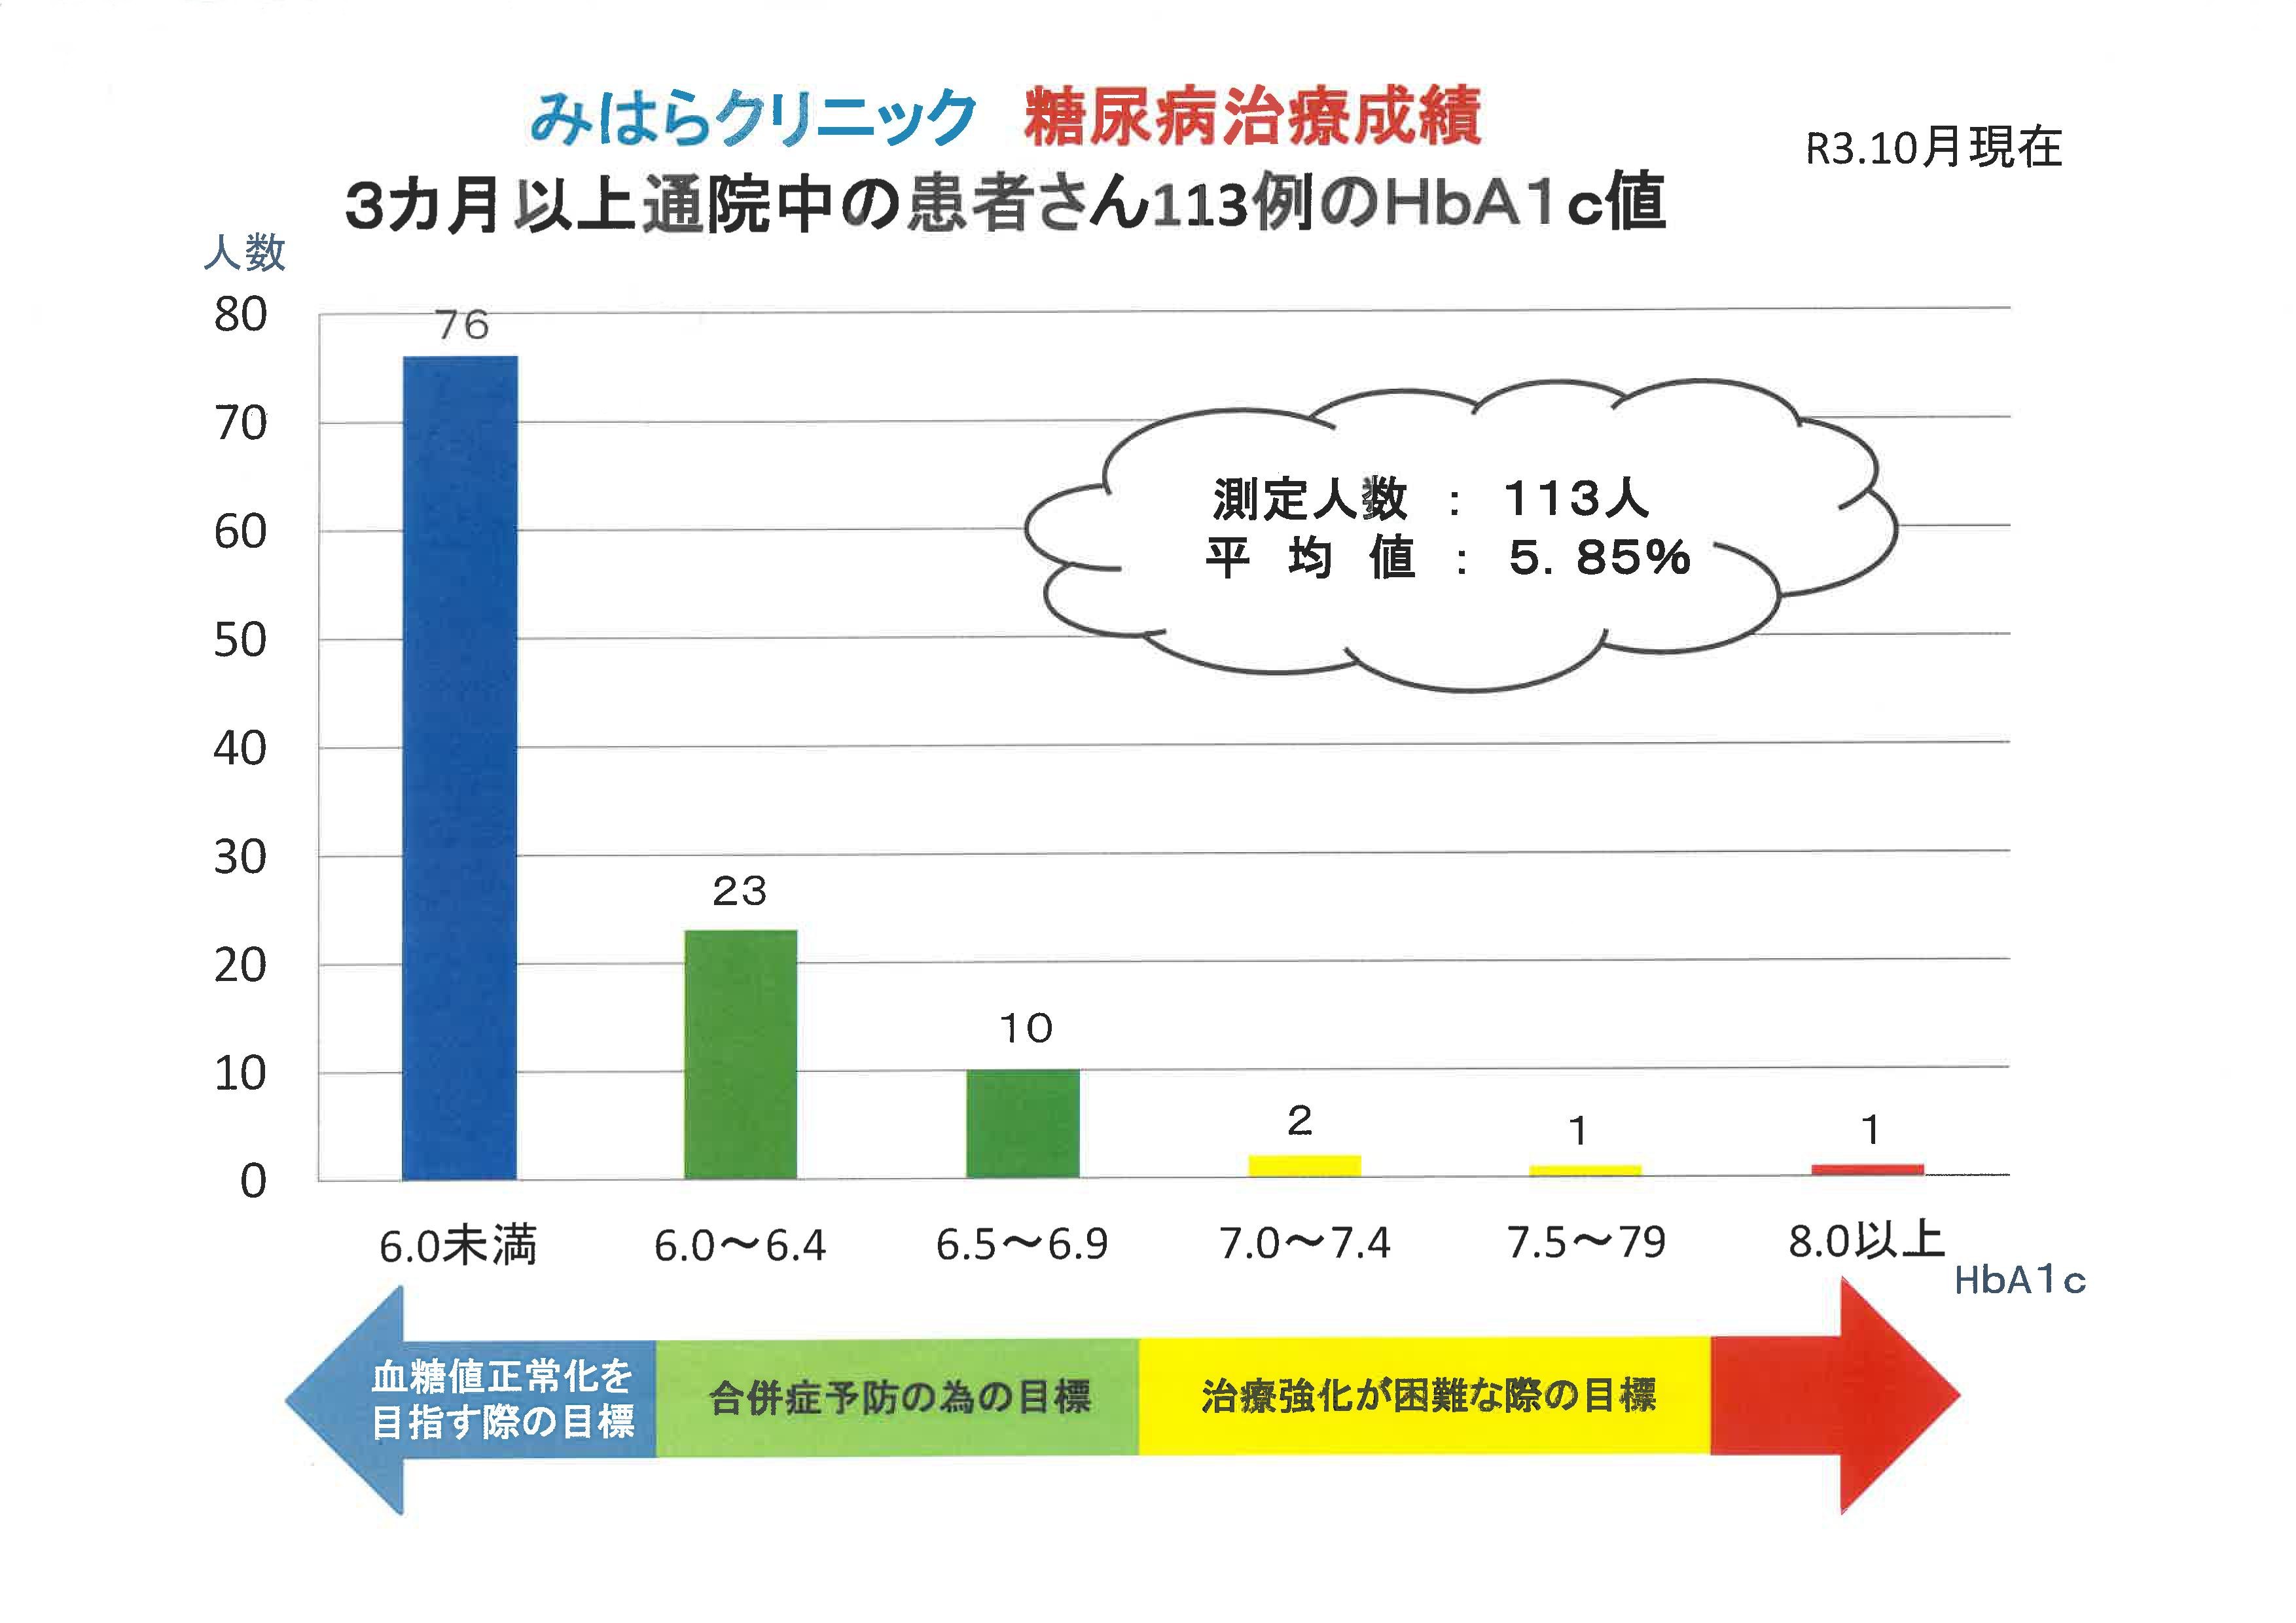 みはらクリニック 糖尿病治療成績
R3.10月現在
3カ月以上通院中の患者さん113例のHbA1c値
人数
80
70
60
50
40
30
20
10
0
76
23
10
2
1
1
測定人数 ： 113人
平 均 値 ： 5. 85%
6.0未満 6.0～6.4 6.5～6.9 7.0～7.4 7.5～79 8.0以上
HbA1c
血糖値正常化を
目指す際の目標
合併症予防の為の目標
治療強化が困難な際の目標